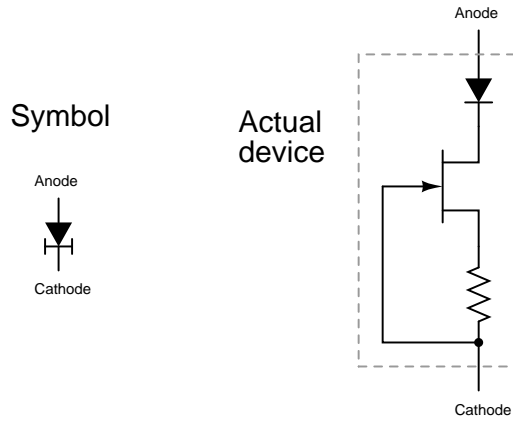 Anode
Symbol
Actual
device
Anode
Cathode
Cathode